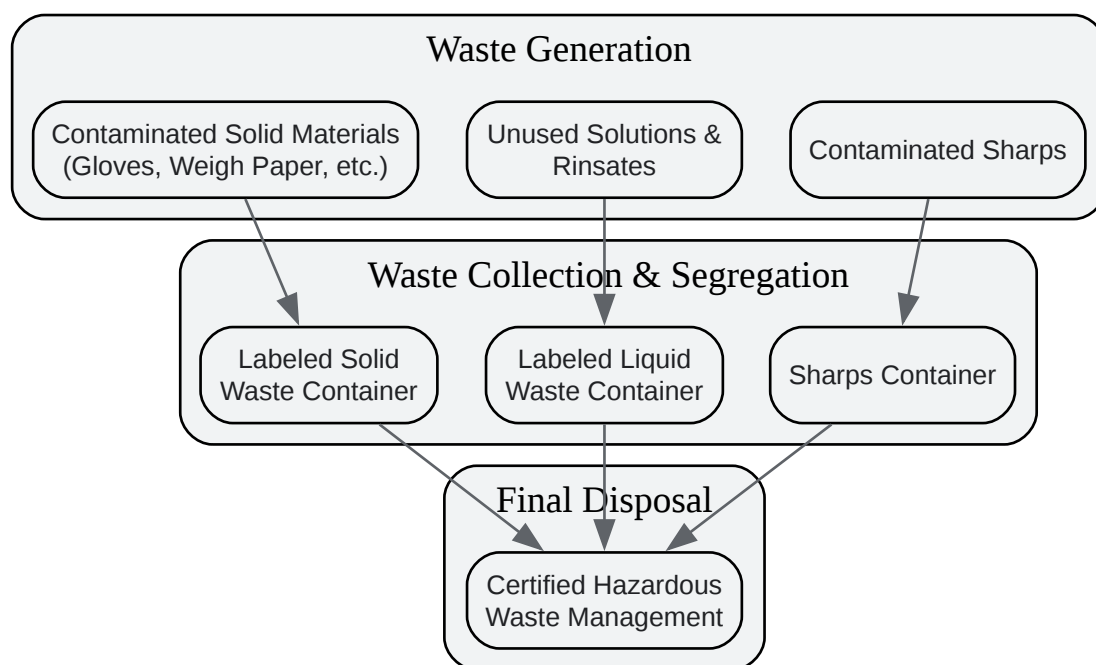 Waste Generation
Contaminated Solid Materials
(Gloves, Weigh Paper, etc.)
Unused Solutions &
Rinsates
Contaminated Sharps
Waste Collection & Segregation
Labeled Solid
Waste Container
Labeled Liquid
Waste Container
Sharps Container
Final Disposal
Certified Hazardous
Waste Management